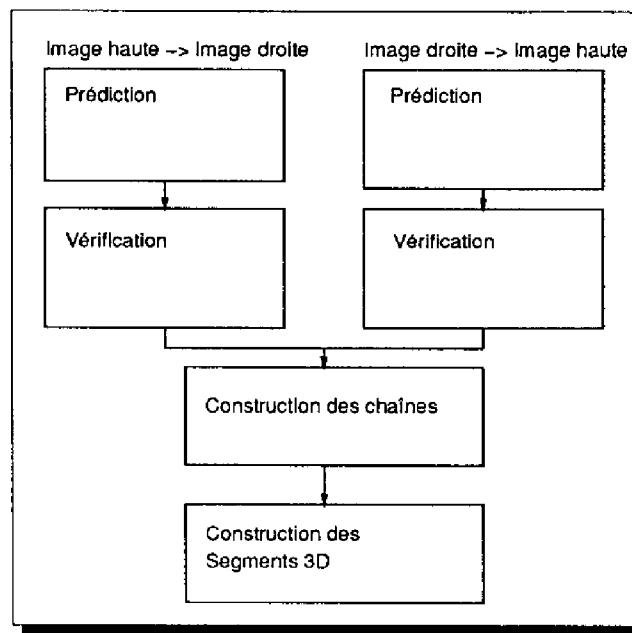 Image haute -> Image droite
Image droite -> Image haute
Prédiction
Prédiction
Vérification
Vérification
Construction des chaînes
Construction des
Segments 3D